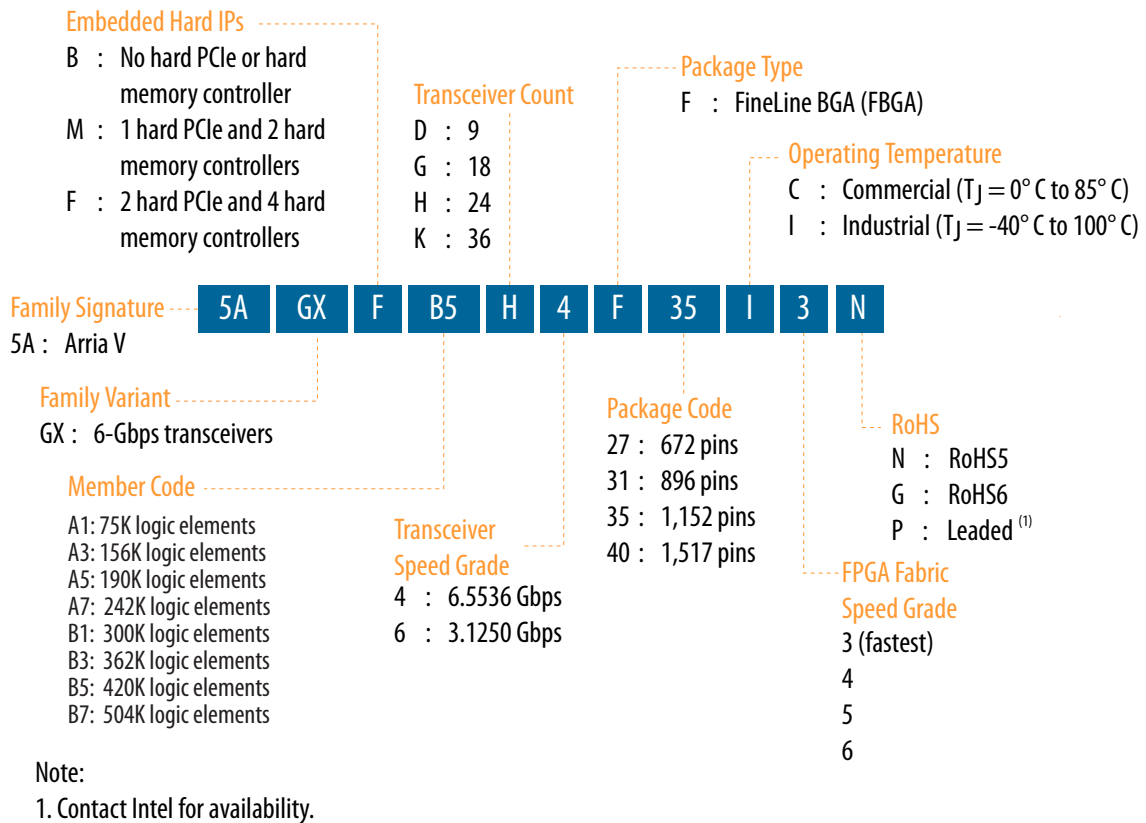 Embedded Hard IPs
B : No hard PCIe or hard
memory controller
M : 1 hard PCIe and 2 hard
memory controllers
F : 2 hard PCIe and 4 hard
memory controllers
Transceiver Count
D : 9
G : 18
H : 24
K : 36
Package Type
F : FineLine BGA (FBGA)
Operating Temperature
C : Commercial (TJ = 0° C to 85° C)
I : Industrial (TJ = -40° C to 100° C)
Family Signature
5A : Arria V
5A GX F B5 H 4 F 35 I 3 N
Family Variant
GX : 6-Gbps transceivers
Member Code
A1: 75K logic elements
A3: 156K logic elements
A5: 190K logic elements
A7: 242K logic elements
B1: 300K logic elements
B3: 362K logic elements
B5: 420K logic elements
B7: 504K logic elements
Transceiver
Speed Grade
4 : 6.5536 Gbps
6 : 3.1250 Gbps
Package Code
27 : 672 pins
31 : 896 pins
35 : 1,152 pins
40 : 1,517 pins
RoHS
N : RoHS5
G : RoHS6
P : Leaded (1)
FPGA Fabric
Speed Grade
3 (fastest)
4
5
6
Note:
1. Contact Intel for availability.